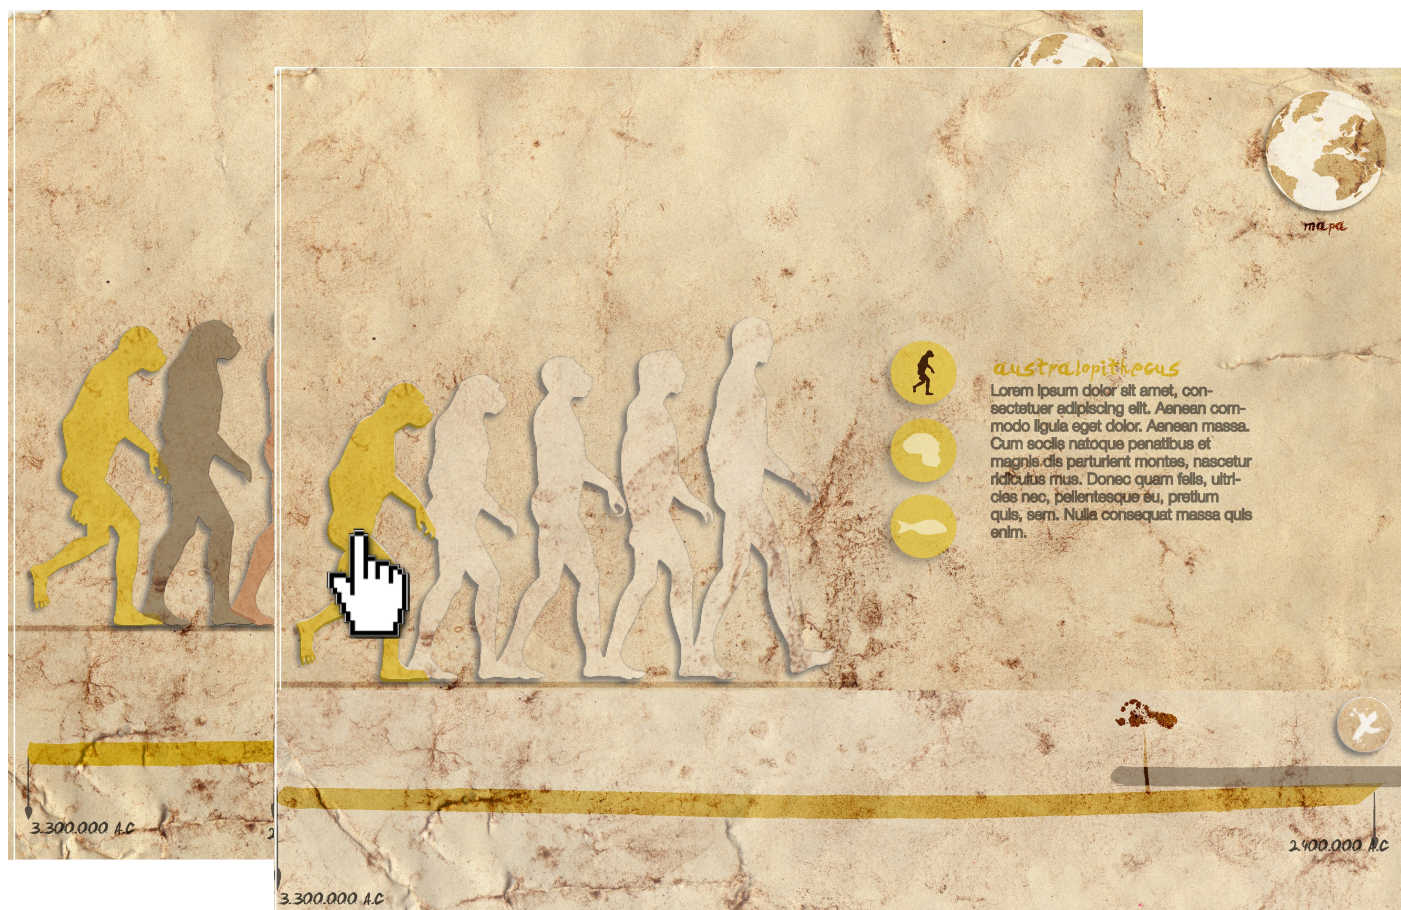 mapa
australopithecus
Lorem ipsum dolor sit amet, con-
sectetuer adipiscing elit. Aenean com-
modo ligula eget dolor. Aenean massa.
Cum sociis natoque penatibus et
magnis dis parturient montes, nascetur
ridiculus mus. Donec quam felis, ultri-
cies nec, pellentesque eu, pretium
quis, sem. Nulla consequat massa quis
enim.
3.300.000 A.C
2.400.000 A.C
3.300.000 A.C